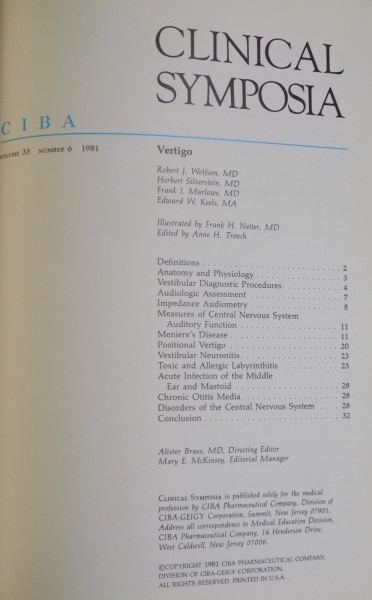 CLINICAL
SYMPOSIA
CIBA
VOLUME 33 NUMBER 6 1981
Vertigo
Robert J. Wolfson, MD
Herbert Silverstein, MD
Frank I. Marlowe, MD
Edward W. Keels, MA
Illustrated by Frank H. Netter, MD
Edited by Anne H. Trench
Definitions . . . . . . . . . . . . . . . . . . . . . . . . . . 2
Anatomy and Physiology . . . . . . . . . . . . . . . . 3
Vestibular Diagnostic Procedures . . . . . . . . . . . 4
Audiologic Assessment . . . . . . . . . . . . . . . . . 7
Impedance Audiometry . . . . . . . . . . . . . . . . . 8
Measures of Central Nervous System
Auditory Function . . . . . . . . . . . . . . . . . . . 11
Meniere's Disease . . . . . . . . . . . . . . . . . . . . 11
Positional Vertigo . . . . . . . . . . . . . . . . . . . . 20
Vestibular Neuronitis . . . . . . . . . . . . . . . . . . 23
Toxic and Allergic Labyrinthitis . . . . . . . . . . . . 23
Acute Infection of the Middle
Ear and Mastoid . . . . . . . . . . . . . . . . . . . . 28
Chronic Otitis Media . . . . . . . . . . . . . . . . . . 28
Disorders of the Central Nervous System . . . . 28
Conclusion . . . . . . . . . . . . . . . . . . . . . . . . . 32
Alister Brass, MD, Directing Editor
Mary E. McKinsey, Editorial Manager
CLINICAL SYMPOSIA is published solely for the medical
profession by CIBA Pharmaceutical Company, Division of
CIBA-GEIGY Corporation, Summit, New Jersey 07901.
Address all correspondence to Medical Education Division,
CIBA Pharmaceutical Company, 14 Henderson Drive,
West Caldwell, New Jersey 07006.
©COPYRIGHT 1981 CIBA PHARMACEUTICAL COMPANY,
DIVISION OF CIBA-GEIGY CORPORATION.
ALL RIGHTS RESERVED. PRINTED IN U.S.A.